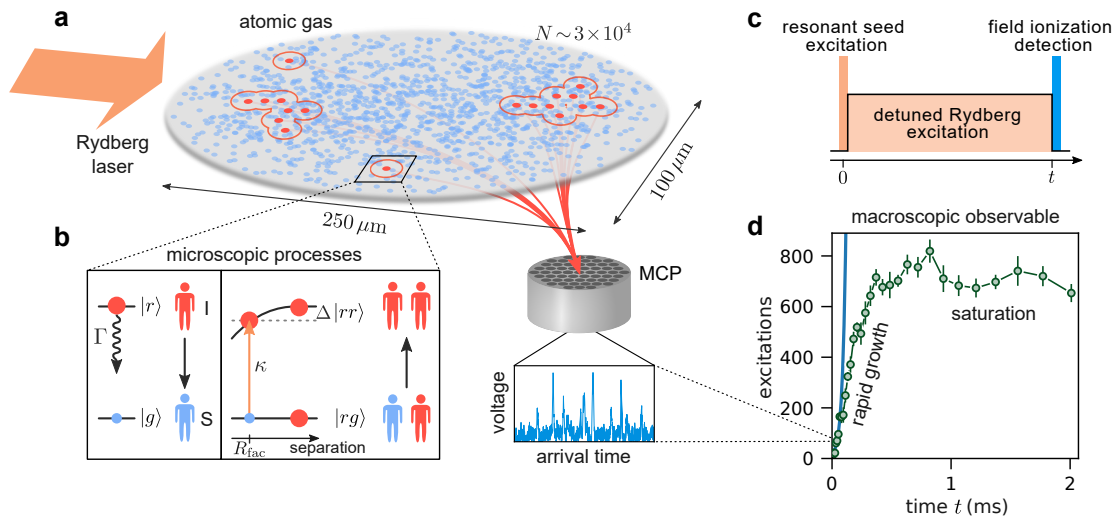 a
atomic gas
N ∼ 3 × 10⁴
Rydberg
laser
250 μm
100 μm
MCP
voltage
arrival time
b
microscopic processes
|r⟩
I
Γ
|g⟩
S
Δ
|rr⟩
κ
|rg⟩
R_fac
separation
c
resonant seed
excitation
field ionization
detection
detuned Rydberg
excitation
0
t
d
macroscopic observable
excitations
800
600
400
200
0
rapid growth
saturation
0
1
2
time t (ms)